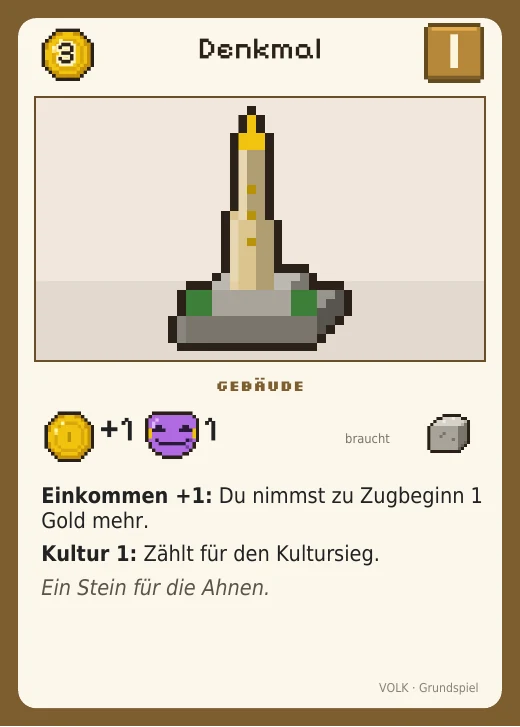 3 Denkmal I
GEBÄUDE
+1 1 braucht
Einkommen +1: Du nimmst zu Zugbeginn 1
Gold mehr.
Kultur 1: Zählt für den Kultursieg.
Ein Stein für die Ahnen.
VOLK · Grundspiel